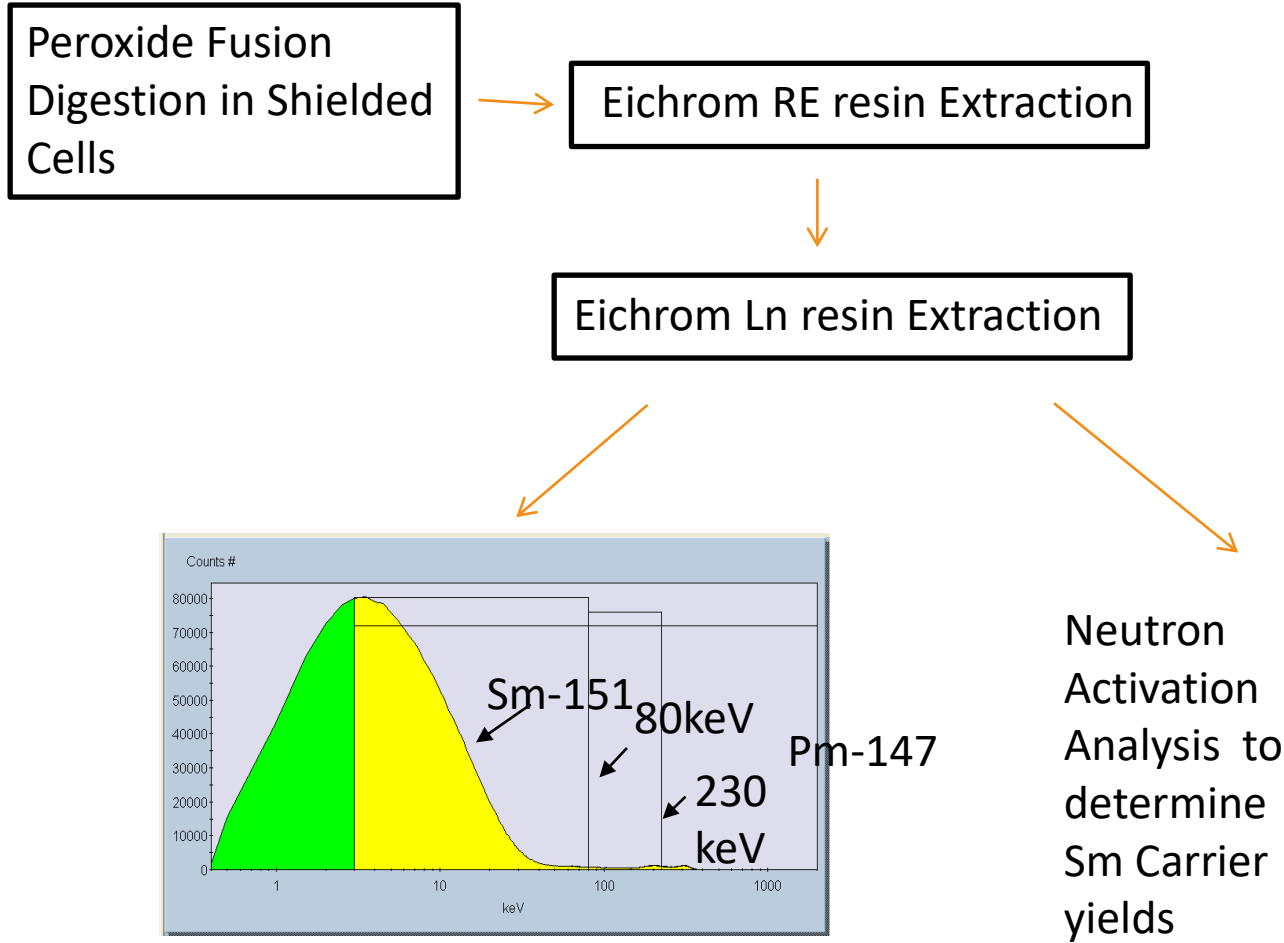 Peroxide Fusion
Digestion in Shielded
Cells
Eichrom RE resin Extraction
Eichrom Ln resin Extraction
Counts #
80000
70000
60000
50000
40000
30000
20000
10000
0
1
10
100
1000
keV
Sm-151
80keV
Pm-147
230
keV
Neutron
Activation
Analysis to
determine
Sm Carrier
yields